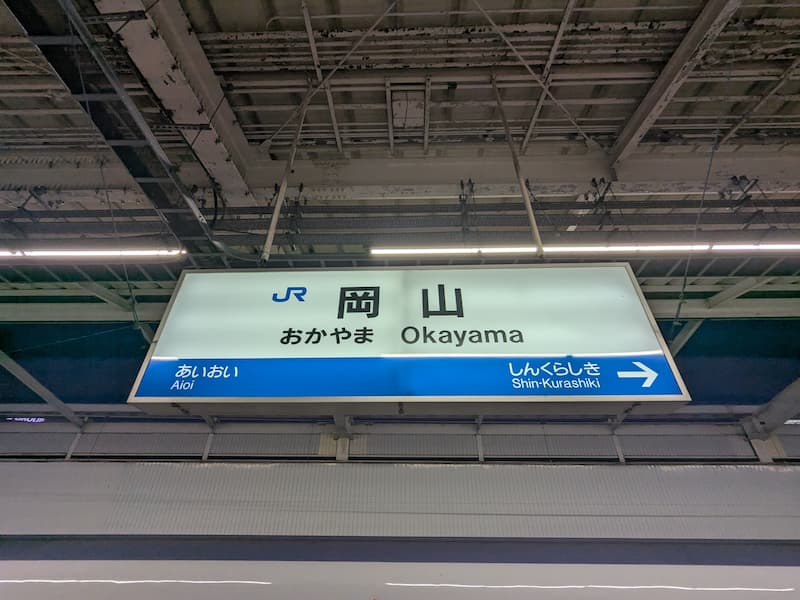 JR 岡山
おかやま Okayama
あいおい
Aioi
しんくらしき
Shin-Kurashiki